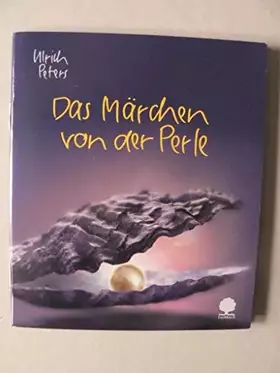 Ulrich
Peters
Das Märchen
von der Perle